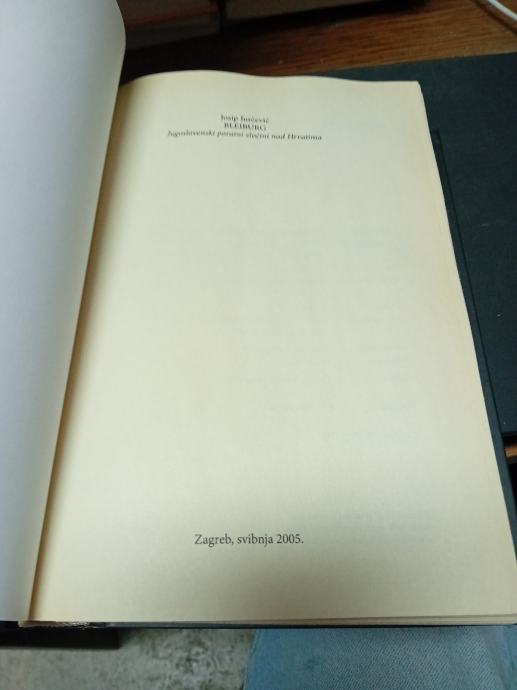 Josip Jurčević
BLEIBURG
Jugoslavenski poratni zločini nad Hrvatima
Zagreb, svibnja 2005.